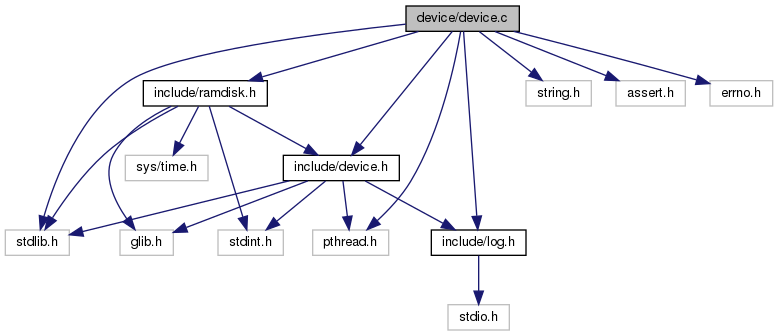 device/device.c
include/ramdisk.h
string.h
assert.h
errno.h
sys/time.h
include/device.h
stdlib.h
glib.h
stdint.h
pthread.h
include/log.h
stdio.h